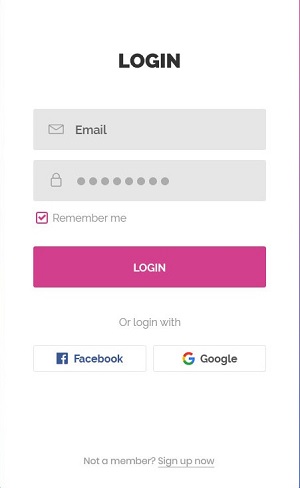 LOGIN
Email
Remember me
LOGIN
Or login with
Facebook
Google
Not a member? Sign up now